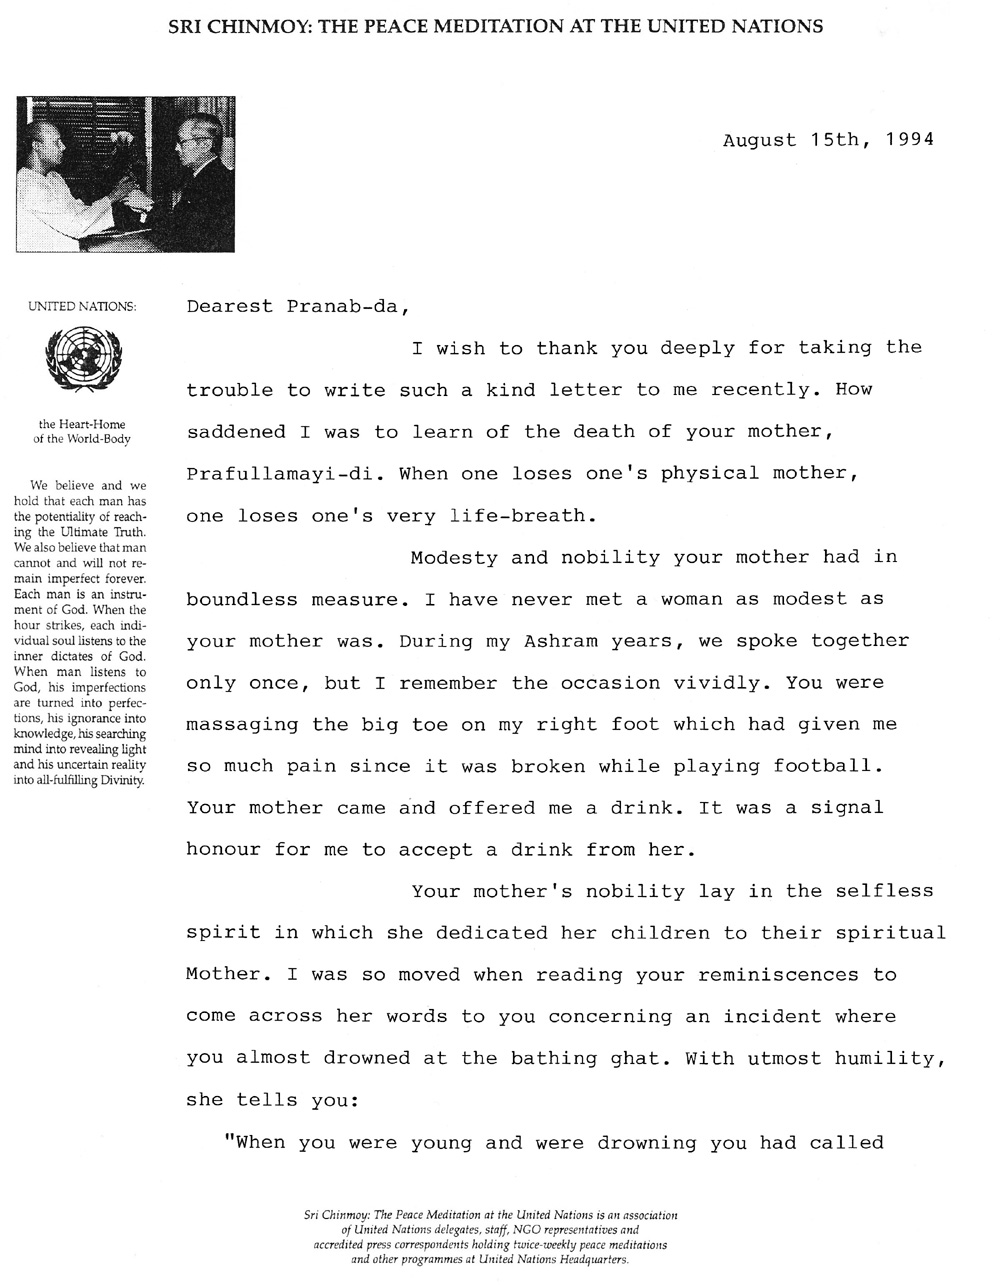 SRI CHINMOY: THE PEACE MEDITATION AT THE UNITED NATIONS
August 15th, 1994
UNITED NATIONS:
the Heart-Home
of the World-Body
We believe and we
hold that each man has
the potentiality of reach-
ing the Ultimate Truth.
We also believe that man
cannot and will not re-
main imperfect forever.
Each man is an instru-
ment of God. When the
hour strikes, each indi-
vidual soul listens to the
inner dictates of God.
When man listens to
God, his imperfections
are turned into perfec-
tions, his ignorance into
knowledge, his searching
mind into revealing light
and his uncertain reality
into all-fulfilling Divinity.
Dearest Pranab-da,
I wish to thank you deeply for taking the
trouble to write such a kind letter to me recently. How
saddened I was to learn of the death of your mother,
Prafullamayi-di. When one loses one's physical mother,
one loses one's very life-breath.
Modesty and nobility your mother had in
boundless measure. I have never met a woman as modest as
your mother was. During my Ashram years, we spoke together
only once, but I remember the occasion vividly. You were
massaging the big toe on my right foot which had given me
so much pain since it was broken while playing football.
Your mother came and offered me a drink. It was a signal
honour for me to accept a drink from her.
Your mother's nobility lay in the selfless
spirit in which she dedicated her children to their spiritual
Mother. I was so moved when reading your reminiscences to
come across her words to you concerning an incident where
you almost drowned at the bathing ghat. With utmost humility,
she tells you:
"When you were young and were drowning you had called
Sri Chinmoy: The Peace Meditation at the United Nations is an association
of United Nations delegates, staff, NGO representatives and
accredited press correspondents holding twice-weekly peace meditations
and other programmes at United Nations Headquarters.